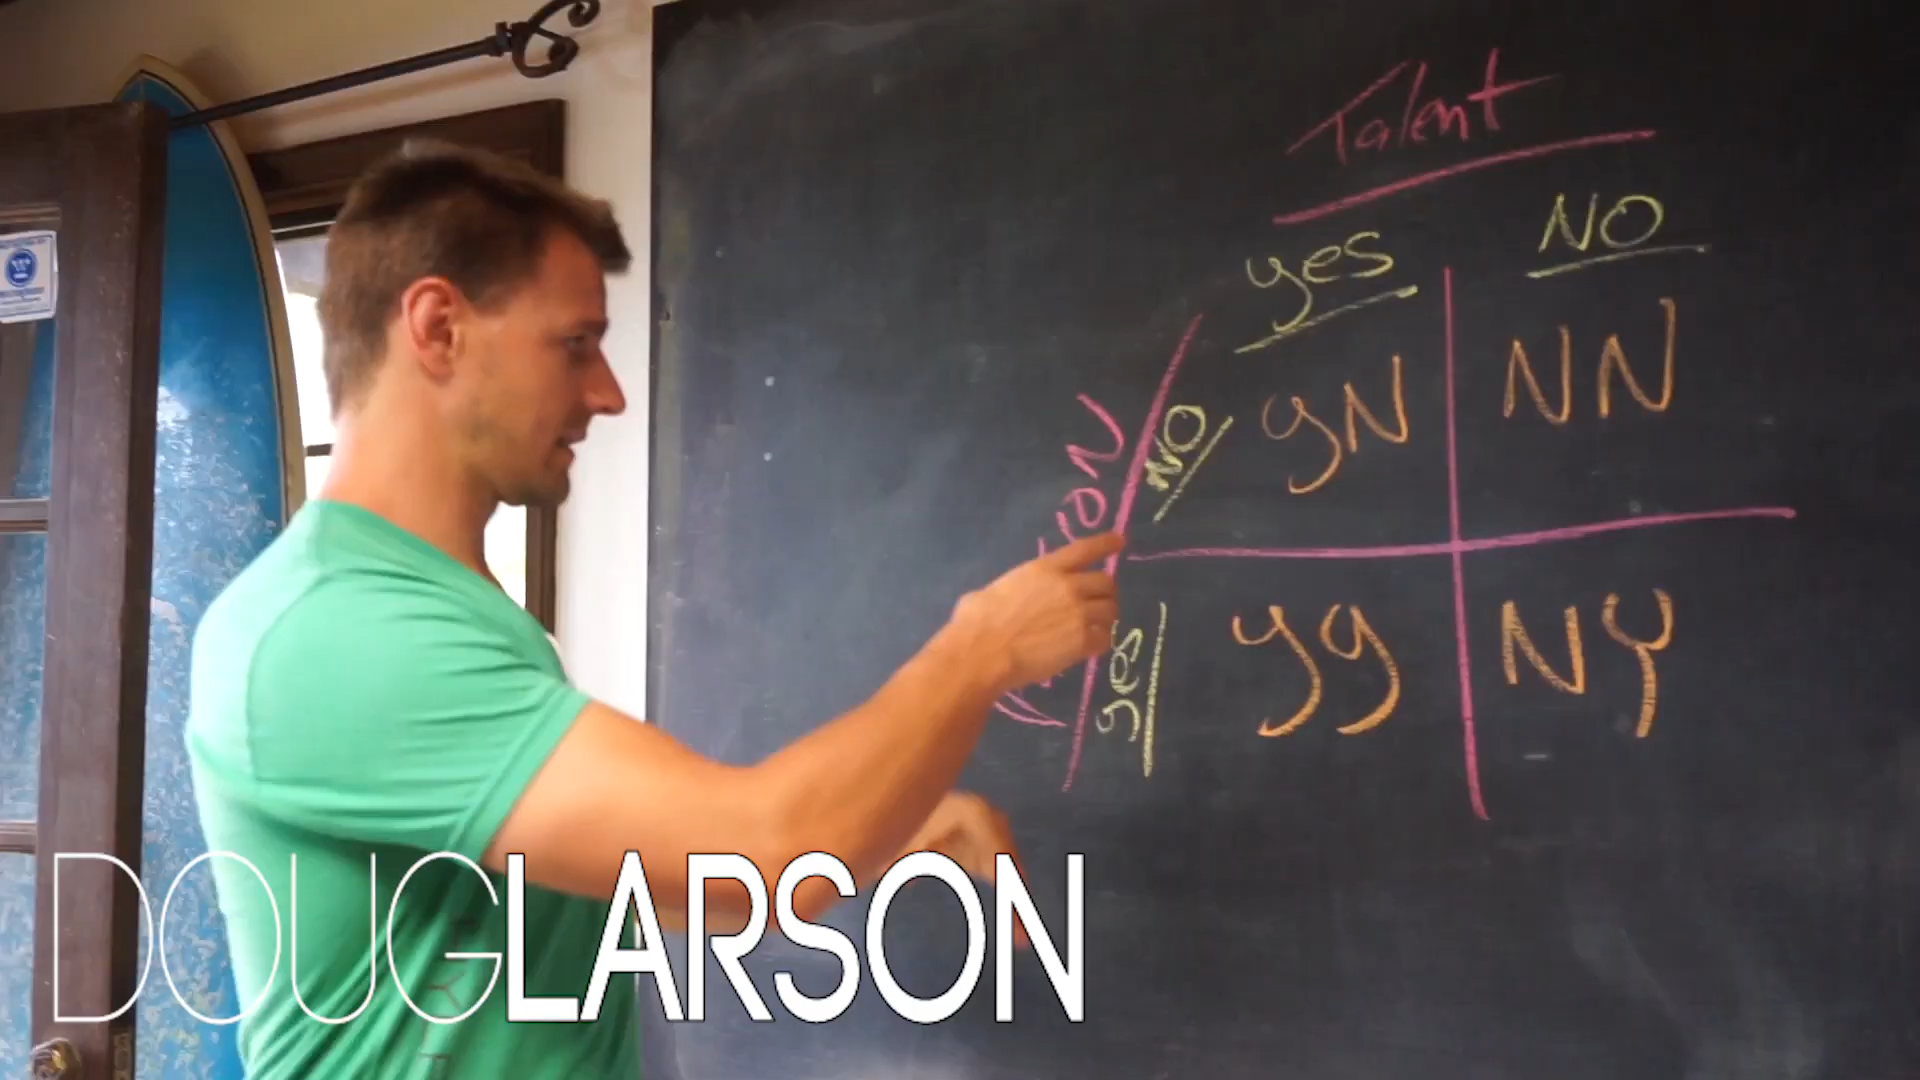 Talent
yes NO
NO yN NN
yes yy NY
DOUGLARSON